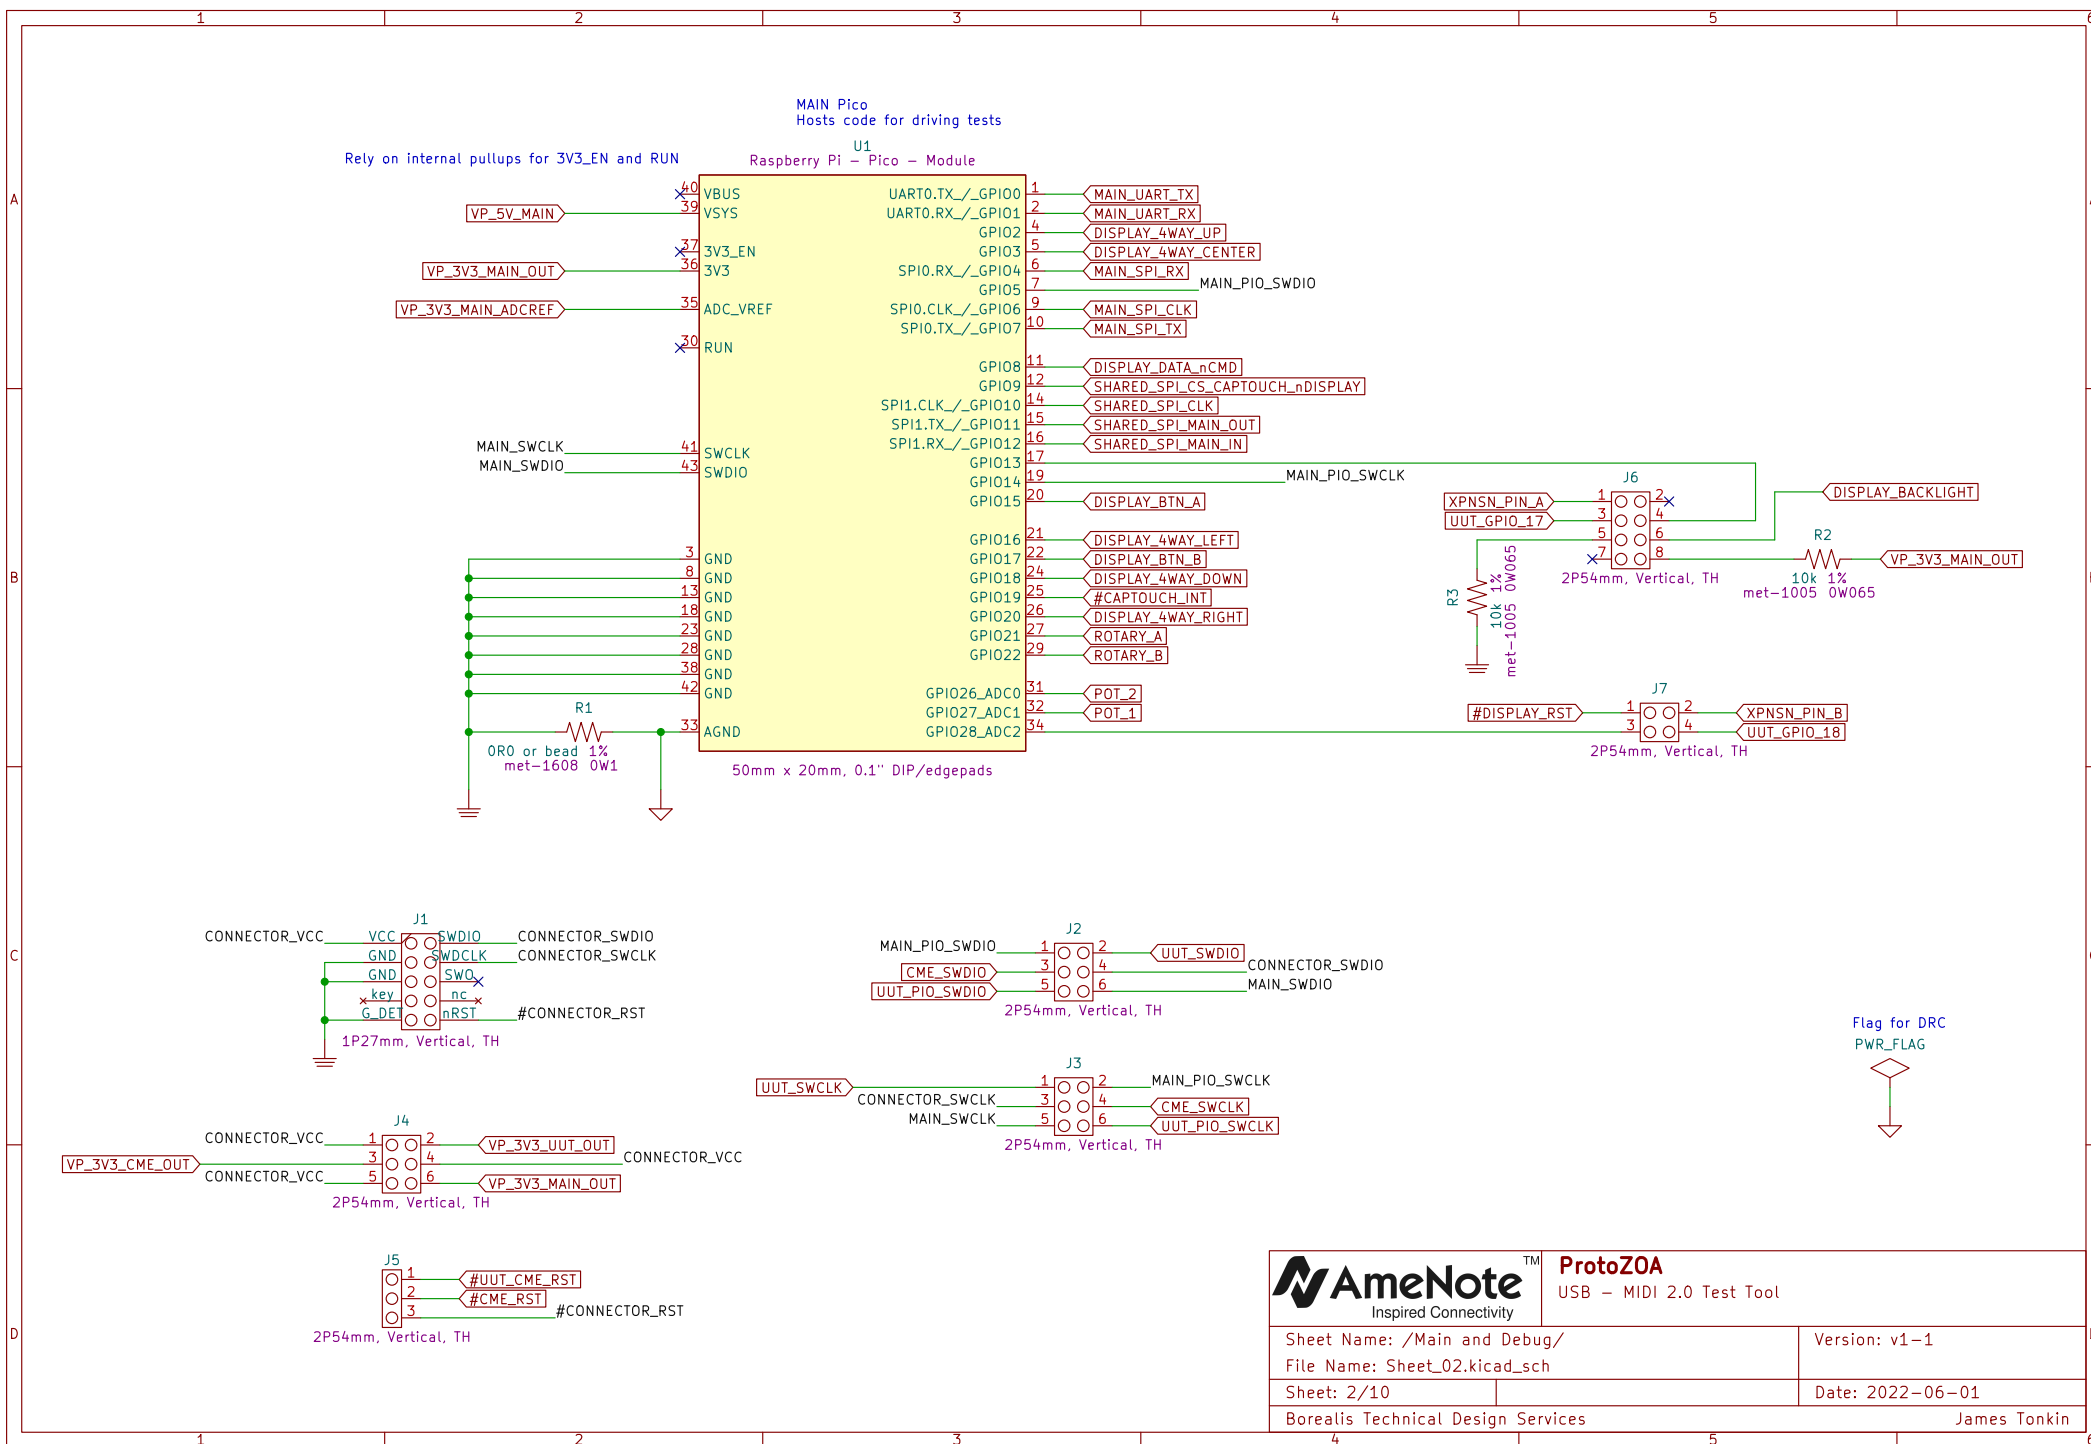 1 2 3 4 5 6
MAIN Pico
Hosts code for driving tests
Rely on internal pullups for 3V3_EN and RUN
U1
Raspberry Pi - Pico - Module
A
40 VBUS
VP_5V_MAIN 39 VSYS
37 3V3_EN
VP_3V3_MAIN_OUT 36 3V3
VP_3V3_MAIN_ADCREF 35 ADC_VREF
30 RUN
MAIN_SWCLK 41 SWCLK
MAIN_SWDIO 43 SWDIO
3 GND
8 GND
13 GND
18 GND
23 GND
28 GND
38 GND
42 GND
33 AGND
UART0.TX_/_GPIO0 1 MAIN_UART_TX
UART0.RX_/_GPIO1 2 MAIN_UART_RX
GPIO2 4 DISPLAY_4WAY_UP
GPIO3 5 DISPLAY_4WAY_CENTER
SPI0.RX_/_GPIO4 6 MAIN_SPI_RX
GPIO5 7 MAIN_PIO_SWDIO
SPI0.CLK_/_GPIO6 9 MAIN_SPI_CLK
SPI0.TX_/_GPIO7 10 MAIN_SPI_TX
GPIO8 11 DISPLAY_DATA_nCMD
GPIO9 12 SHARED_SPI_CS_CAPTOUCH_nDISPLAY
SPI1.CLK_/_GPIO10 14 SHARED_SPI_CLK
SPI1.TX_/_GPIO11 15 SHARED_SPI_MAIN_OUT
SPI1.RX_/_GPIO12 16 SHARED_SPI_MAIN_IN
GPIO13 17
GPIO14 19 MAIN_PIO_SWCLK
GPIO15 20 DISPLAY_BTN_A
GPIO16 21 DISPLAY_4WAY_LEFT
GPIO17 22 DISPLAY_BTN_B
GPIO18 24 DISPLAY_4WAY_DOWN
GPIO19 25 #CAPTOUCH_INT
GPIO20 26 DISPLAY_4WAY_RIGHT
GPIO21 27 ROTARY_A
GPIO22 29 ROTARY_B
GPIO26_ADC0 31 POT_2
GPIO27_ADC1 32 POT_1
GPIO28_ADC2 34
50mm x 20mm, 0.1" DIP/edgepads
R1
0R0 or bead 1%
met-1608 0W1
B
J6
XPNSN_PIN_A 1 2
UUT_GPIO_17 3 4
5 6
7 8
DISPLAY_BACKLIGHT
2P54mm, Vertical, TH
R2
10k 1%
met-1005 0W065
VP_3V3_MAIN_OUT
R3
10k 1%
met-1005 0W065
J7
#DISPLAY_RST 1 2 XPNSN_PIN_B
3 4 UUT_GPIO_18
2P54mm, Vertical, TH
C
J1
CONNECTOR_VCC VCC SWDIO CONNECTOR_SWDIO
GND SWDCLK CONNECTOR_SWCLK
GND SWO
key nc
G_DET nRST #CONNECTOR_RST
1P27mm, Vertical, TH
J2
MAIN_PIO_SWDIO 1 2 UUT_SWDIO
CME_SWDIO 3 4 CONNECTOR_SWDIO
UUT_PIO_SWDIO 5 6 MAIN_SWDIO
2P54mm, Vertical, TH
J3
UUT_SWCLK 1 2 MAIN_PIO_SWCLK
CONNECTOR_SWCLK 3 4 CME_SWCLK
MAIN_SWCLK 5 6 UUT_PIO_SWCLK
2P54mm, Vertical, TH
Flag for DRC
PWR_FLAG
J4
CONNECTOR_VCC 1 2 VP_3V3_UUT_OUT
VP_3V3_CME_OUT 3 4 CONNECTOR_VCC
CONNECTOR_VCC 5 6 VP_3V3_MAIN_OUT
2P54mm, Vertical, TH
J5
1 #UUT_CME_RST
2 #CME_RST
3 #CONNECTOR_RST
2P54mm, Vertical, TH
D
AmeNote TM
Inspired Connectivity
ProtoZOA
USB - MIDI 2.0 Test Tool
Sheet Name: /Main and Debug/
Version: v1-1
File Name: Sheet_02.kicad_sch
Sheet: 2/10
Date: 2022-06-01
Borealis Technical Design Services
James Tonkin
1 2 3 4 5 6